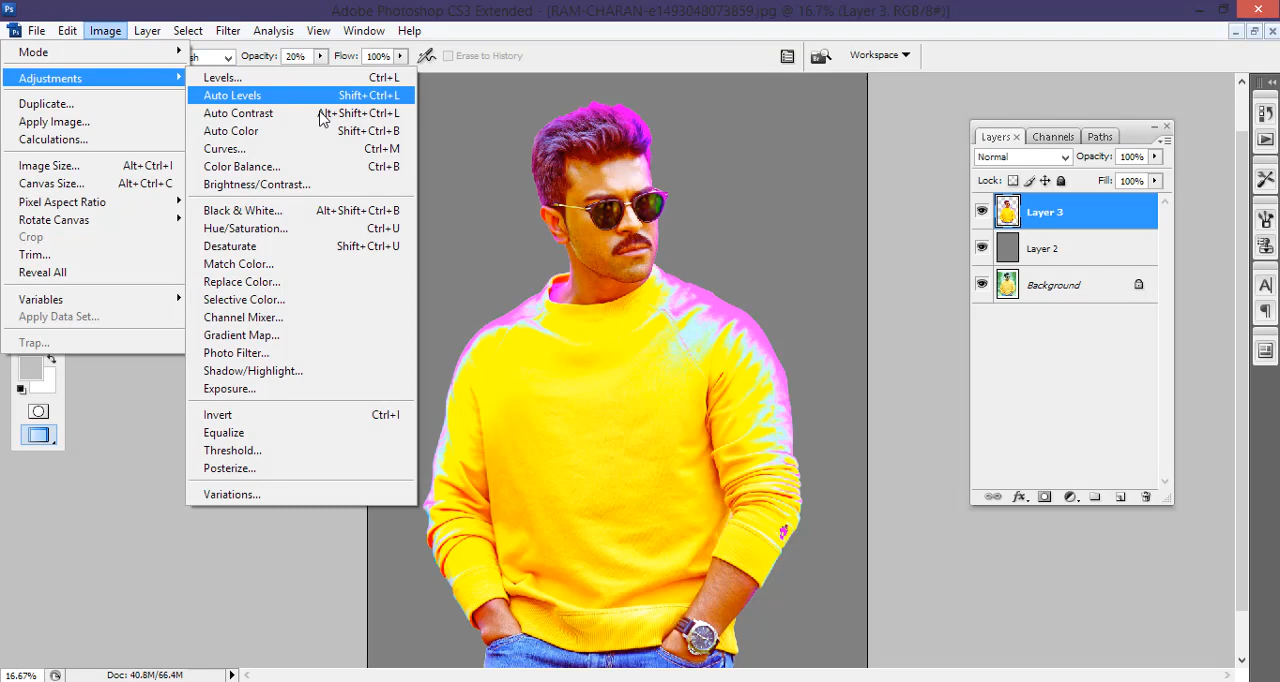 Ps
Adobe Photoshop CS3 Extended - [RAM-CHARAN-e1493048073859.jpg @ 16.7% (Layer 3, RGB/8#)]
Ps File Edit Image Layer Select Filter Analysis View Window Help
Opacity: 20% Flow: 100% Erase to History Workspace
Mode
Adjustments
Duplicate...
Apply Image...
Calculations...
Image Size... Alt+Ctrl+I
Canvas Size... Alt+Ctrl+C
Pixel Aspect Ratio
Rotate Canvas
Crop
Trim...
Reveal All
Variables
Apply Data Set...
Trap...
Levels... Ctrl+L
Auto Levels Shift+Ctrl+L
Auto Contrast Alt+Shift+Ctrl+L
Auto Color Shift+Ctrl+B
Curves... Ctrl+M
Color Balance... Ctrl+B
Brightness/Contrast...
Black & White... Alt+Shift+Ctrl+B
Hue/Saturation... Ctrl+U
Desaturate Shift+Ctrl+U
Match Color...
Replace Color...
Selective Color...
Channel Mixer...
Gradient Map...
Photo Filter...
Shadow/Highlight...
Exposure...
Invert Ctrl+I
Equalize
Threshold...
Posterize...
Variations...
Layers Channels Paths
Normal Opacity: 100%
Lock: Fill: 100%
Layer 3
Layer 2
Background
16.67% Doc: 40.8M/66.4M